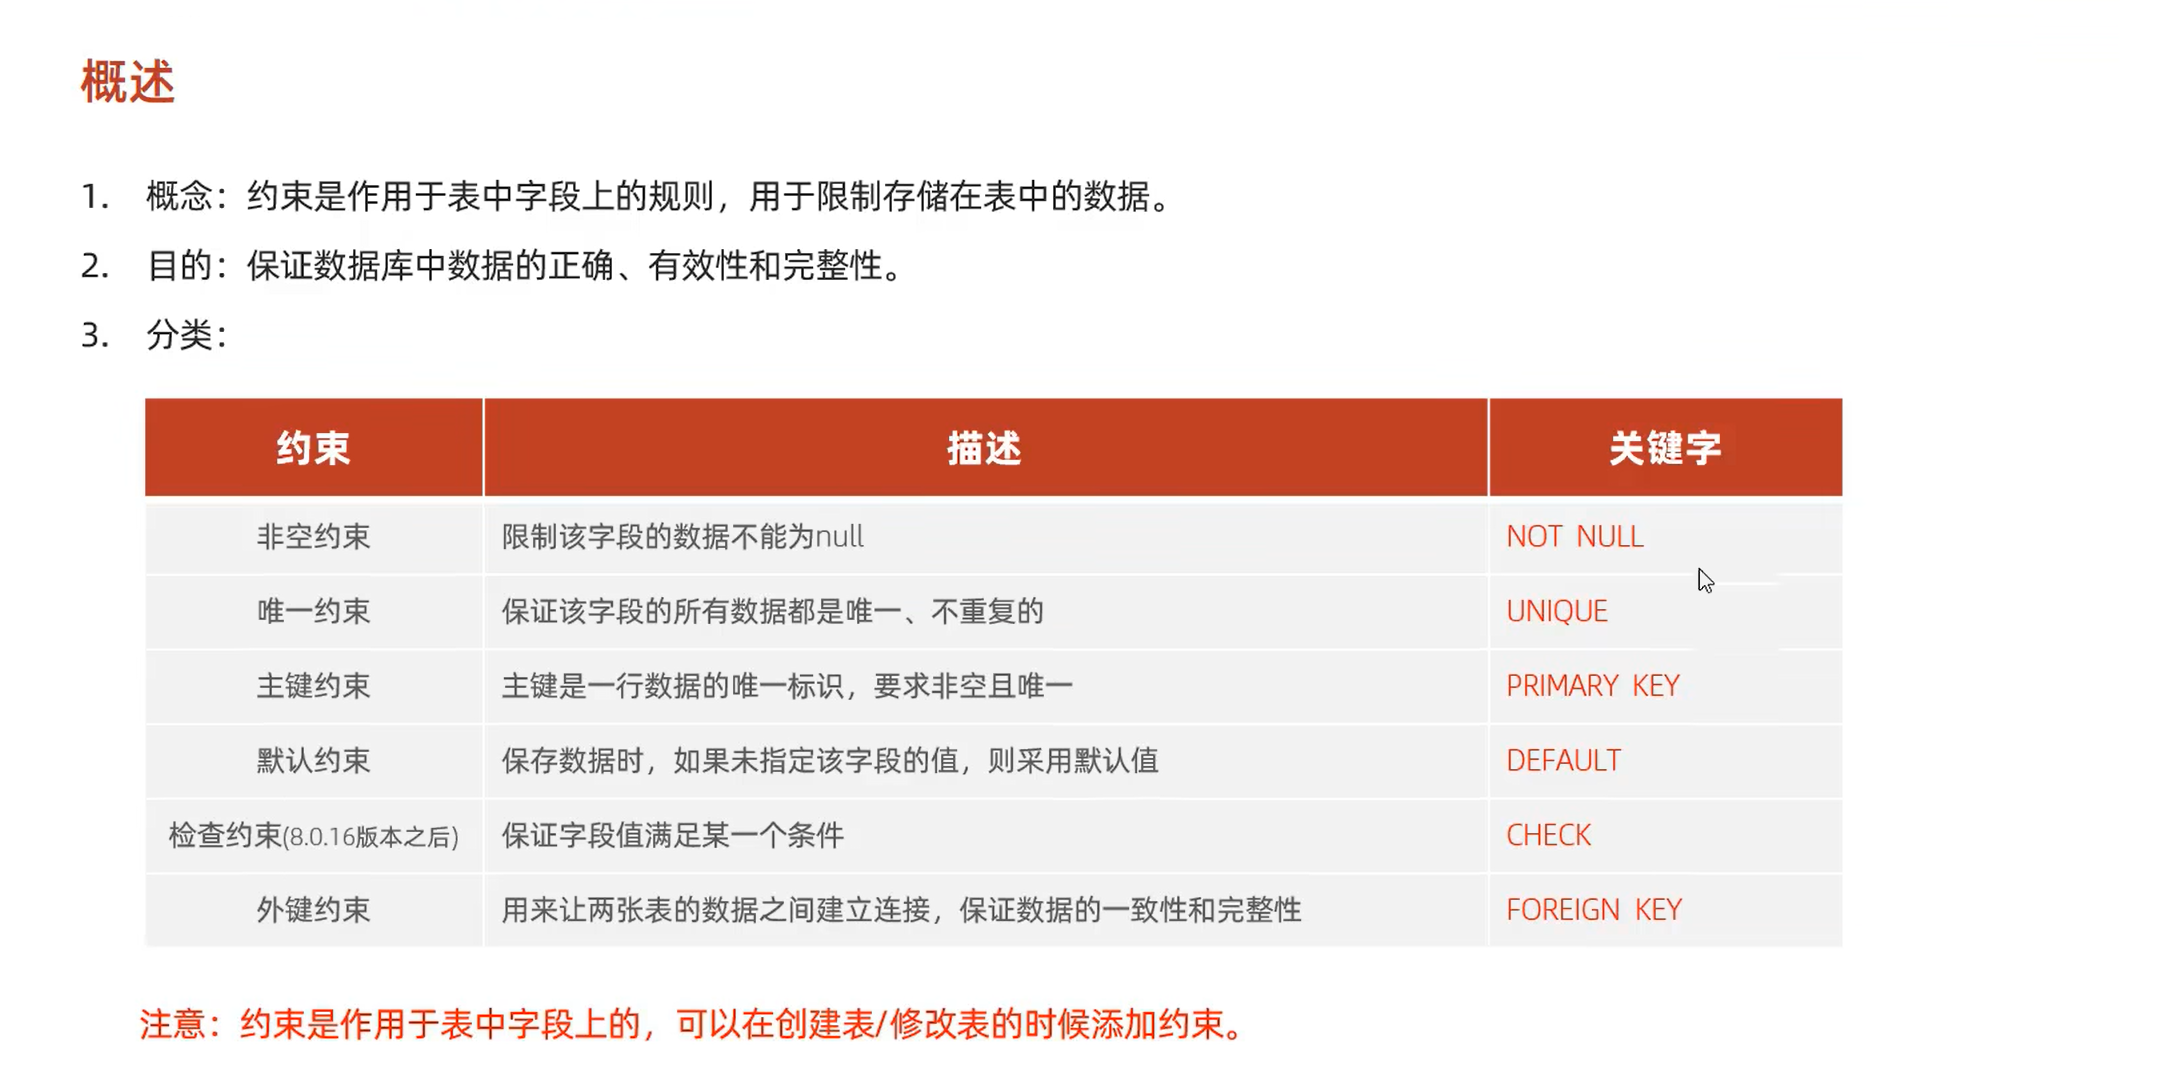 概述
1. 概念：约束是作用于表中字段上的规则，用于限制存储在表中的数据。
2. 目的：保证数据库中数据的正确、有效性和完整性。
3. 分类：
约束 描述 关键字
非空约束 限制该字段的数据不能为null NOT NULL
唯一约束 保证该字段的所有数据都是唯一、不重复的 UNIQUE
主键约束 主键是一行数据的唯一标识，要求非空且唯一 PRIMARY KEY
默认约束 保存数据时，如果未指定该字段的值，则采用默认值 DEFAULT
检查约束(8.0.16版本之后) 保证字段值满足某一个条件 CHECK
外键约束 用来让两张表的数据之间建立连接，保证数据的一致性和完整性 FOREIGN KEY
注意：约束是作用于表中字段上的，可以在创建表/修改表的时候添加约束。